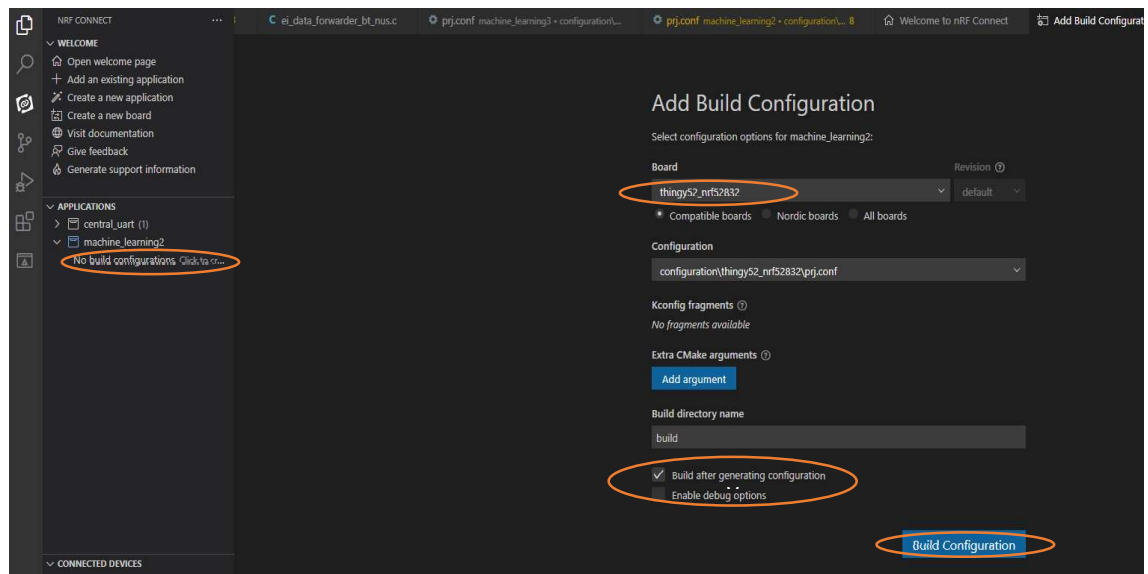 NRF CONNECT
···
ei_data_forwarder_bt_nus.c
prj.conf machine_learning3 • configuration\...
prj.conf machine_learning2 • configuration\... 8
Welcome to nRF Connect
Add Build Configurat
WELCOME
Open welcome page
Add an existing application
Create a new application
Create a new board
Visit documentation
Give feedback
Generate support information
APPLICATIONS
central_uart (1)
machine_learning2
No build configurations Click to cr...
CONNECTED DEVICES
Add Build Configuration
Select configuration options for machine_learning2:
Board
Revision
thingy52_nrf52832
default
Compatible boards Nordic boards All boards
Configuration
configuration\thingy52_nrf52832\prj.conf
Kconfig fragments
No fragments available
Extra CMake arguments
Add argument
Build directory name
build
Build after generating configuration
Enable debug options
Build Configuration